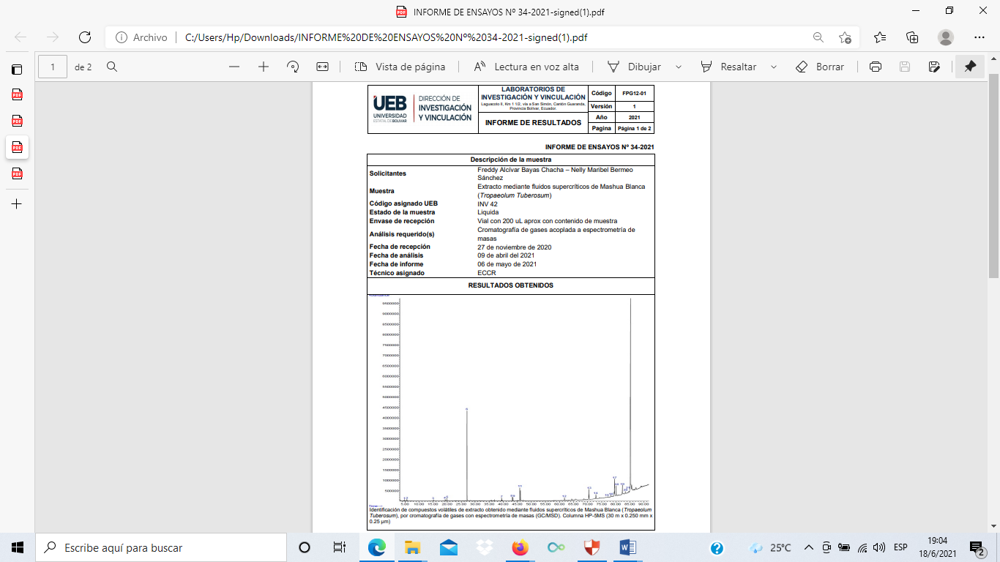 INFORME DE ENSAYOS Nº 34-2021-signed(1).pdf
Archivo
C:/Users/Hp/Downloads/INFORME%20DE%20ENSAYOS%20Nº%2034-2021-signed(1).pdf
1
de 2
Vista de página
Lectura en voz alta
Dibujar
Resaltar
Borrar
UEB
UNIVERSIDAD
ESTATAL DE BOLIVAR
DIRECCIÓN DE
INVESTIGACIÓN
Y VINCULACIÓN
LABORATORIOS DE
INVESTIGACIÓN Y VINCULACIÓN
Laguacoto II, Km 1 1/2, vía a San Simón, Cantón Guaranda,
Provincia Bolívar, Ecuador.
INFORME DE RESULTADOS
Código FPG12-01
Versión 1
Año 2021
Pagina Página 1 de 2
INFORME DE ENSAYOS Nº 34-2021
Descripción de la muestra
Solicitantes Freddy Alcívar Bayas Chacha – Nelly Maribel Bermeo
Sánchez
Muestra Extracto mediante fluidos supercríticos de Mashua Blanca
(Tropaeolum Tuberosum)
Código asignado UEB INV 42
Estado de la muestra Liquida
Envase de recepción Vial con 200 uL aprox con contenido de muestra
Análisis requerido(s) Cromatografía de gases acoplada a espectrometría de
masas
Fecha de recepción 27 de noviembre de 2020
Fecha de análisis 09 de abril del 2021
Fecha de informe 06 de mayo de 2021
Técnico asignado ECCR
RESULTADOS OBTENIDOS
9500000
9000000
8500000
8000000
7500000
7000000
6500000
6000000
5500000
5000000
4500000
4000000
3500000
3000000
2500000
2000000
1500000
1000000
500000
5.00 10.00 15.00 20.00 25.00 30.00 35.00 40.00 45.00 50.00 55.00 60.00 65.00 70.00 75.00 80.00 85.00 90.00
Time-->
Identificación de compuestos volátiles de extracto obtenido mediante fluidos supercríticos de Mashua Blanca (Tropaeolum
Tuberosum), por cromatografía de gases con espectrometría de masas (GC/MSD). Columna HP-5MS (30 m x 0.250 mm x
0.25 µm)
Escribe aquí para buscar
25°C
ESP
19:04
18/6/2021
2